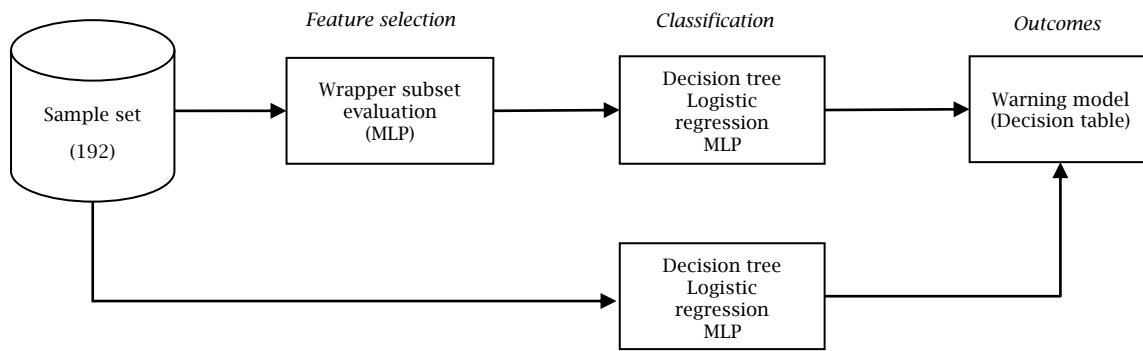 Feature selection
Classification
Outcomes
Sample set
(192)
Wrapper subset
evaluation
(MLP)
Decision tree
Logistic
regression
MLP
Warning model
(Decision table)
Decision tree
Logistic
regression
MLP